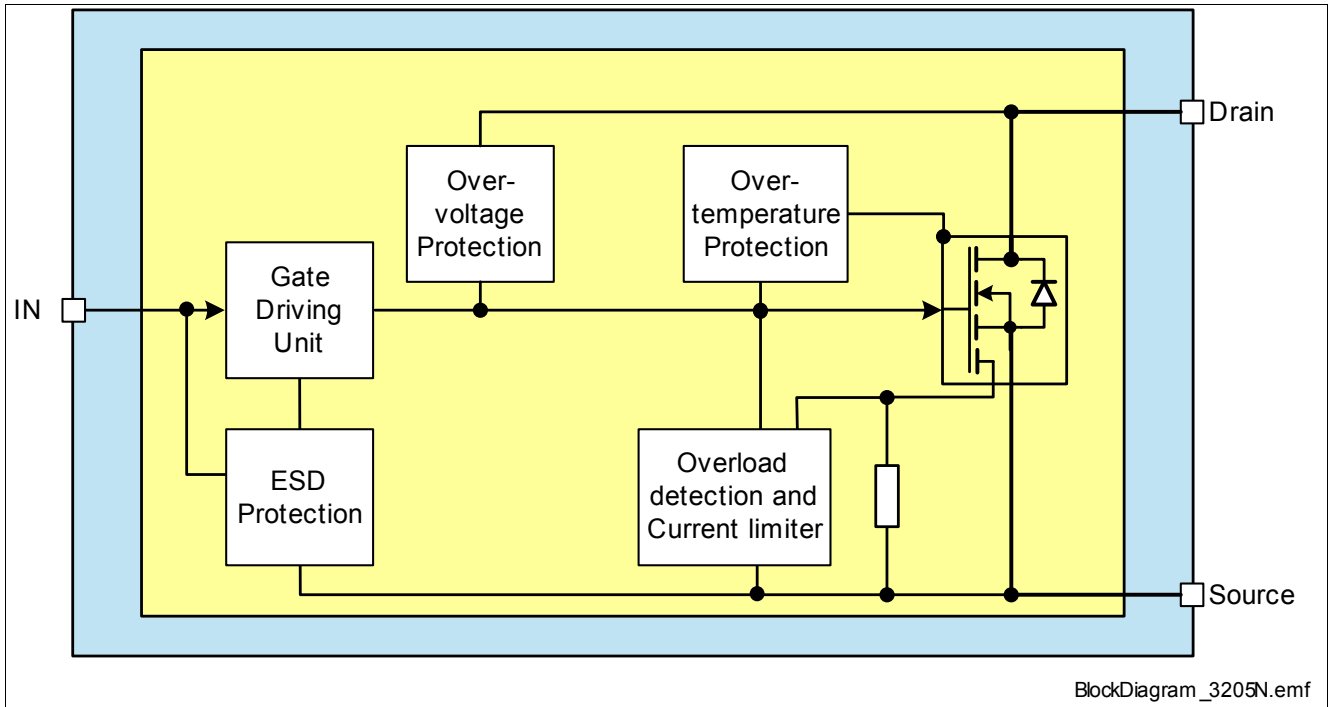 Drain
Over-
voltage
Protection
Over-
temperature
Protection
Gate
Driving
Unit
IN
ESD
Protection
Overload
detection and
Current limiter
Source
BlockDiagram_3205N.emf